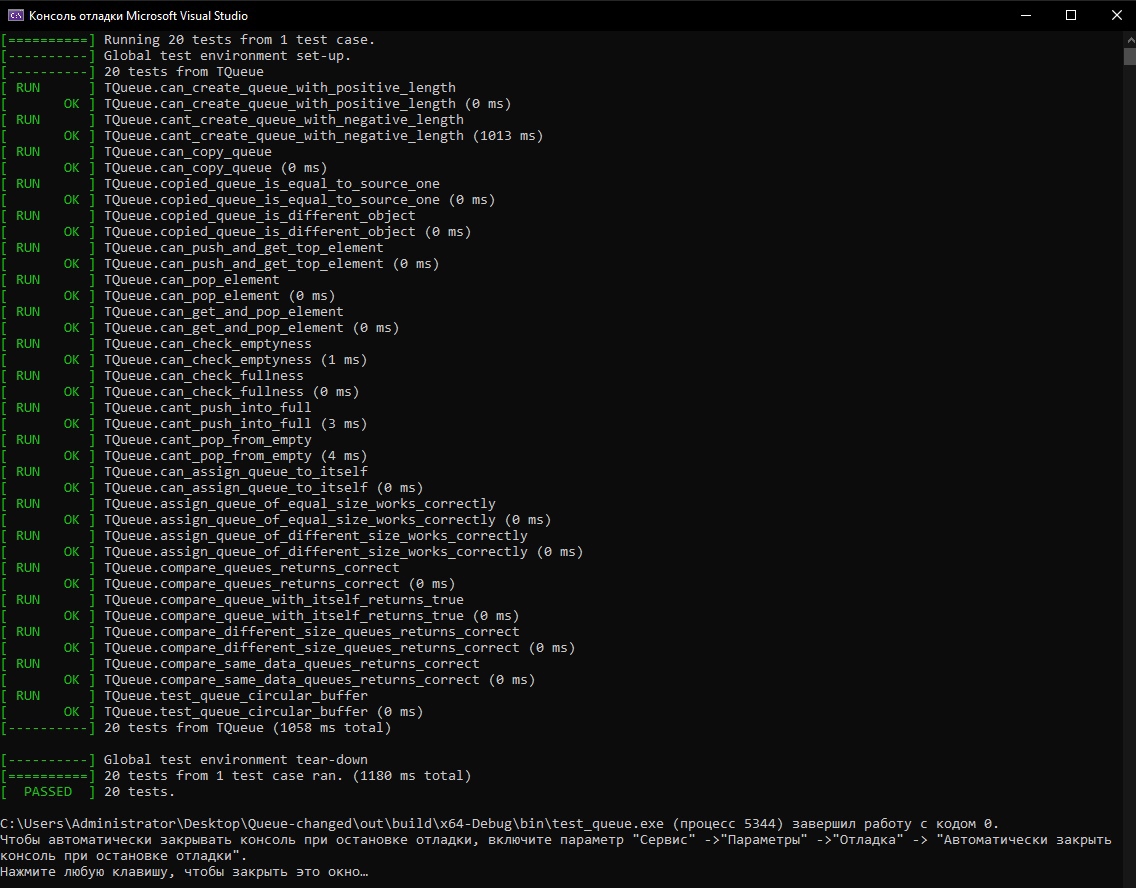 Консоль отладки Microsoft Visual Studio
[==========] Running 20 tests from 1 test case.
[----------] Global test environment set-up.
[----------] 20 tests from TQueue
[ RUN      ] TQueue.can_create_queue_with_positive_length
[       OK ] TQueue.can_create_queue_with_positive_length (0 ms)
[ RUN      ] TQueue.cant_create_queue_with_negative_length
[       OK ] TQueue.cant_create_queue_with_negative_length (1013 ms)
[ RUN      ] TQueue.can_copy_queue
[       OK ] TQueue.can_copy_queue (0 ms)
[ RUN      ] TQueue.copied_queue_is_equal_to_source_one
[       OK ] TQueue.copied_queue_is_equal_to_source_one (0 ms)
[ RUN      ] TQueue.copied_queue_is_different_object
[       OK ] TQueue.copied_queue_is_different_object (0 ms)
[ RUN      ] TQueue.can_push_and_get_top_element
[       OK ] TQueue.can_push_and_get_top_element (0 ms)
[ RUN      ] TQueue.can_pop_element
[       OK ] TQueue.can_pop_element (0 ms)
[ RUN      ] TQueue.can_get_and_pop_element
[       OK ] TQueue.can_get_and_pop_element (0 ms)
[ RUN      ] TQueue.can_check_emptyness
[       OK ] TQueue.can_check_emptyness (1 ms)
[ RUN      ] TQueue.can_check_fullness
[       OK ] TQueue.can_check_fullness (0 ms)
[ RUN      ] TQueue.cant_push_into_full
[       OK ] TQueue.cant_push_into_full (3 ms)
[ RUN      ] TQueue.cant_pop_from_empty
[       OK ] TQueue.cant_pop_from_empty (4 ms)
[ RUN      ] TQueue.can_assign_queue_to_itself
[       OK ] TQueue.can_assign_queue_to_itself (0 ms)
[ RUN      ] TQueue.assign_queue_of_equal_size_works_correctly
[       OK ] TQueue.assign_queue_of_equal_size_works_correctly (0 ms)
[ RUN      ] TQueue.assign_queue_of_different_size_works_correctly
[       OK ] TQueue.assign_queue_of_different_size_works_correctly (0 ms)
[ RUN      ] TQueue.compare_queues_returns_correct
[       OK ] TQueue.compare_queues_returns_correct (0 ms)
[ RUN      ] TQueue.compare_queue_with_itself_returns_true
[       OK ] TQueue.compare_queue_with_itself_returns_true (0 ms)
[ RUN      ] TQueue.compare_different_size_queues_returns_correct
[       OK ] TQueue.compare_different_size_queues_returns_correct (0 ms)
[ RUN      ] TQueue.compare_same_data_queues_returns_correct
[       OK ] TQueue.compare_same_data_queues_returns_correct (0 ms)
[ RUN      ] TQueue.test_queue_circular_buffer
[       OK ] TQueue.test_queue_circular_buffer (0 ms)
[----------] 20 tests from TQueue (1058 ms total)
[----------] Global test environment tear-down
[==========] 20 tests from 1 test case ran. (1180 ms total)
[  PASSED  ] 20 tests.
C:\Users\Administrator\Desktop\Queue-changed\out\build\x64-Debug\bin\test_queue.exe (процесс 5344) завершил работу с кодом 0.
Чтобы автоматически закрывать консоль при остановке отладки, включите параметр "Сервис" ->"Параметры" ->"Отладка" -> "Автоматически закрыть
консоль при остановке отладки".
Нажмите любую клавишу, чтобы закрыть это окно…